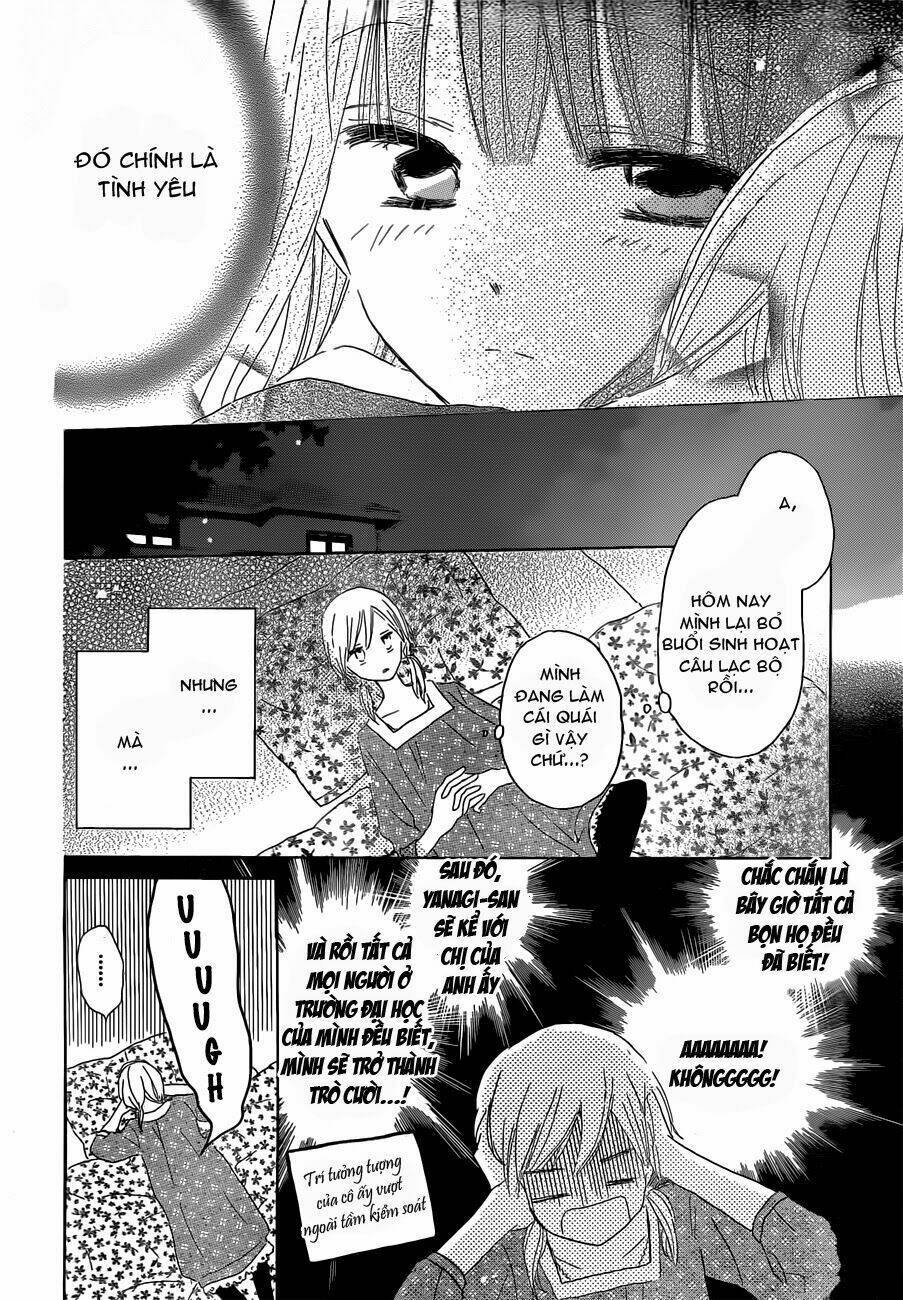 ĐÓ CHÍNH LÀ
TÌNH YÊU
A,
HÔM NAY
MÌNH LẠI BỎ
BUỔI SINH HOẠT
CÂU LẠC BỘ
RỒI...
MÌNH
ĐANG LÀM
CÁI QUÁI
GÌ VẬY
CHỨ...?
NHƯNG
...
MÀ
...
CHẮC CHẮN LÀ
BÂY GIỜ TẤT CẢ
BỌN HỌ ĐỀU
ĐÃ BIẾT!
AAAAAAAA!
KHÔNGGGGG!
SAU ĐÓ,
YANAGI-SAN
SẼ KỂ VỚI
CHỊ CỦA
ANH ẤY
VÀ RỒI TẤT CẢ
MỌI NGƯỜI Ở
TRƯỜNG ĐẠI HỌC
CỦA MÌNH ĐỀU BIẾT,
MÌNH SẼ TRỞ THÀNH
TRÒ CƯỜI...!
Trí tưởng tượng
của cô ấy vượt
ngoài tầm kiểm soát
UUUUGH
......